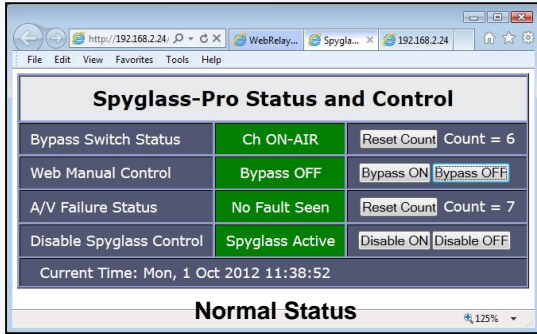 http://192.168.2.24/
WebRelay...
Spygla...
192.168.2.24
File Edit View Favorites Tools Help
Spyglass-Pro Status and Control
Bypass Switch Status Ch ON-AIR Reset Count Count = 6
Web Manual Control Bypass OFF Bypass ON Bypass OFF
A/V Failure Status No Fault Seen Reset Count Count = 7
Disable Spyglass Control Spyglass Active Disable ON Disable OFF
Current Time: Mon, 1 Oct 2012 11:38:52
Normal Status
125%